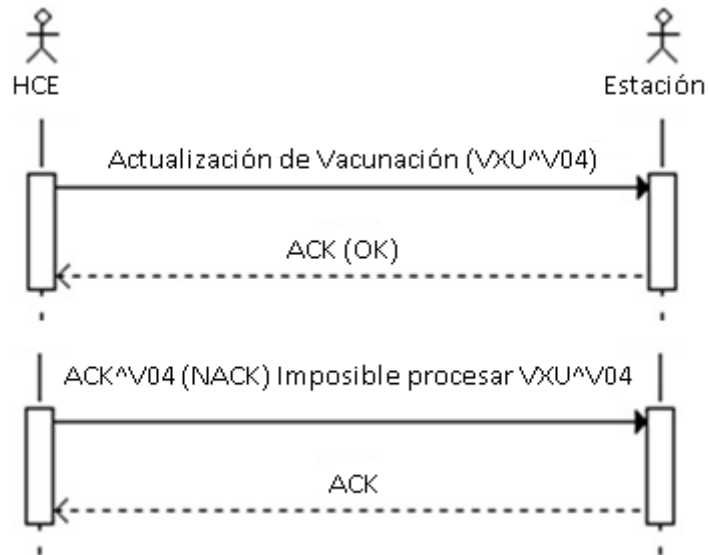 HCE
Estación
Actualización de Vacunación (VXU^V04)
ACK (OK)
ACK^V04 (NACK) Imposible procesar VXU^V04
ACK